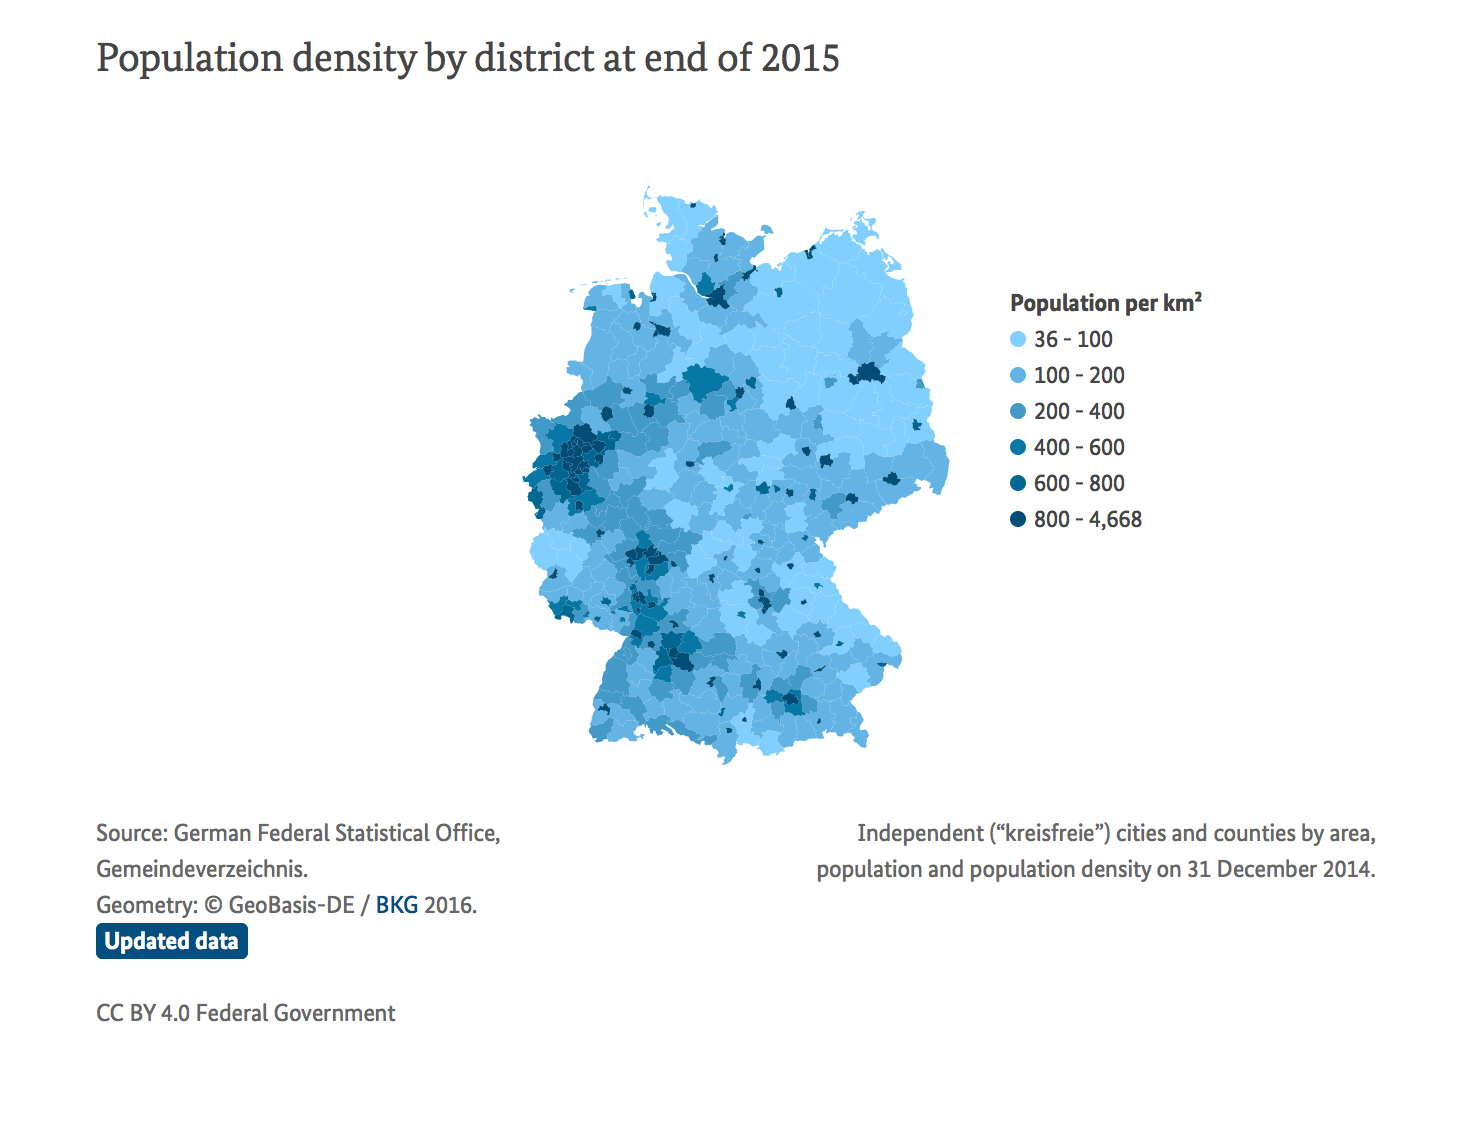 Population density by district at end of 2015
Population per km²
36 - 100
100 - 200
200 - 400
400 - 600
600 - 800
800 - 4,668
Source: German Federal Statistical Office,
Gemeindeverzeichnis.
Geometry: © GeoBasis-DE / BKG 2016.
Updated data
CC BY 4.0 Federal Government
Independent (“kreisfreie”) cities and counties by area,
population and population density on 31 December 2014.